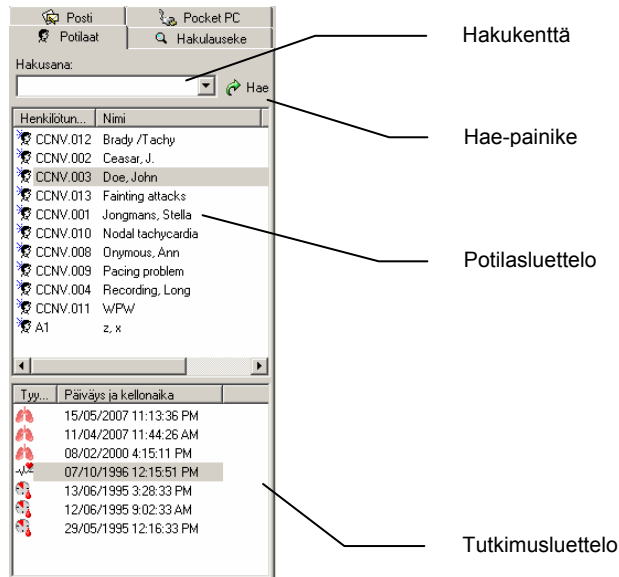 Posti Pocket PC
Potilaat Hakulauseke
Hakusana:
Hae
Henkilötun... Nimi
CCNV.012 Brady /Tachy
CCNV.002 Ceasar, J.
CCNV.003 Doe, John
CCNV.013 Fainting attacks
CCNV.001 Jongmans, Stella
CCNV.010 Nodal tachycardia
CCNV.008 Onymous, Ann
CCNV.009 Pacing problem
CCNV.004 Recording, Long
CCNV.011 WPW
A1 z, x
Tyy... Päiväys ja kellonaika
15/05/2007 11:13:36 PM
11/04/2007 11:44:26 AM
08/02/2000 4:15:11 PM
07/10/1996 12:15:51 PM
13/06/1995 3:28:33 PM
12/06/1995 9:02:33 AM
29/05/1995 12:16:33 PM
Hakukenttä
Hae-painike
Potilasluettelo
Tutkimusluettelo